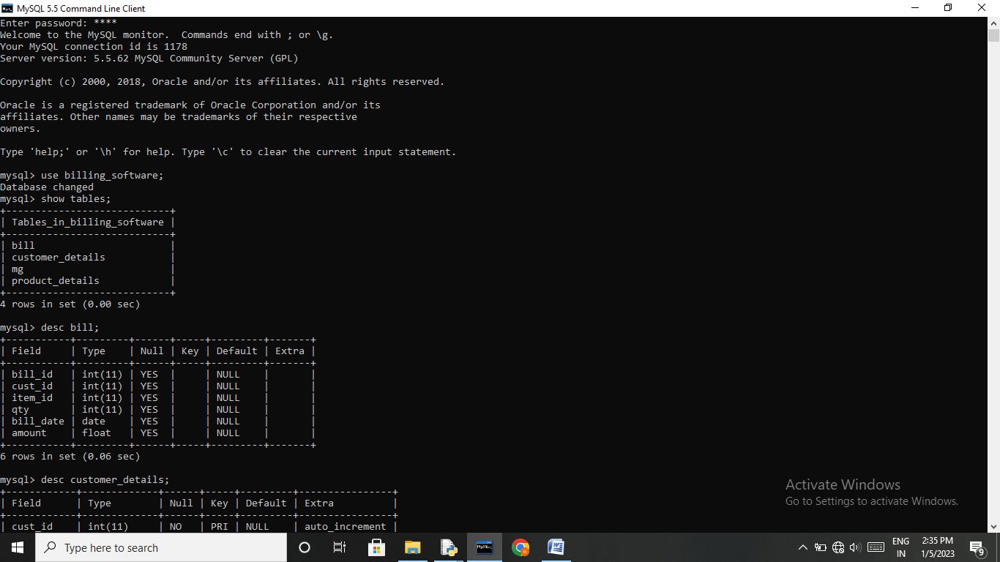 MySQL 5.5 Command Line Client
Enter password: ****
Welcome to the MySQL monitor.  Commands end with ; or \g.
Your MySQL connection id is 1178
Server version: 5.5.62 MySQL Community Server (GPL)

Copyright (c) 2000, 2018, Oracle and/or its affiliates. All rights reserved.

Oracle is a registered trademark of Oracle Corporation and/or its
affiliates. Other names may be trademarks of their respective
owners.

Type 'help;' or '\h' for help. Type '\c' to clear the current input statement.

mysql> use billing_software;
Database changed
mysql> show tables;
+----------------------------+
| Tables_in_billing_software |
+----------------------------+
| bill                       |
| customer_details           |
| mg                         |
| product_details            |
+----------------------------+
4 rows in set (0.00 sec)

mysql> desc bill;
+-----------+---------+------+-----+---------+-------+
| Field     | Type    | Null | Key | Default | Extra |
+-----------+---------+------+-----+---------+-------+
| bill_id   | int(11) | YES  |     | NULL    |       |
| cust_id   | int(11) | YES  |     | NULL    |       |
| item_id   | int(11) | YES  |     | NULL    |       |
| qty       | int(11) | YES  |     | NULL    |       |
| bill_date | date    | YES  |     | NULL    |       |
| amount    | float   | YES  |     | NULL    |       |
+-----------+---------+------+-----+---------+-------+
6 rows in set (0.06 sec)

mysql> desc customer_details;
+------------+-------------+------+-----+---------+----------------+
| Field      | Type        | Null | Key | Default | Extra          |
+------------+-------------+------+-----+---------+----------------+
| cust_id    | int(11)     | NO   | PRI | NULL    | auto_increment |
Activate Windows
Go to Settings to activate Windows.
Type here to search
MySQL
ENG
IN
2:35 PM
1/5/2023
9